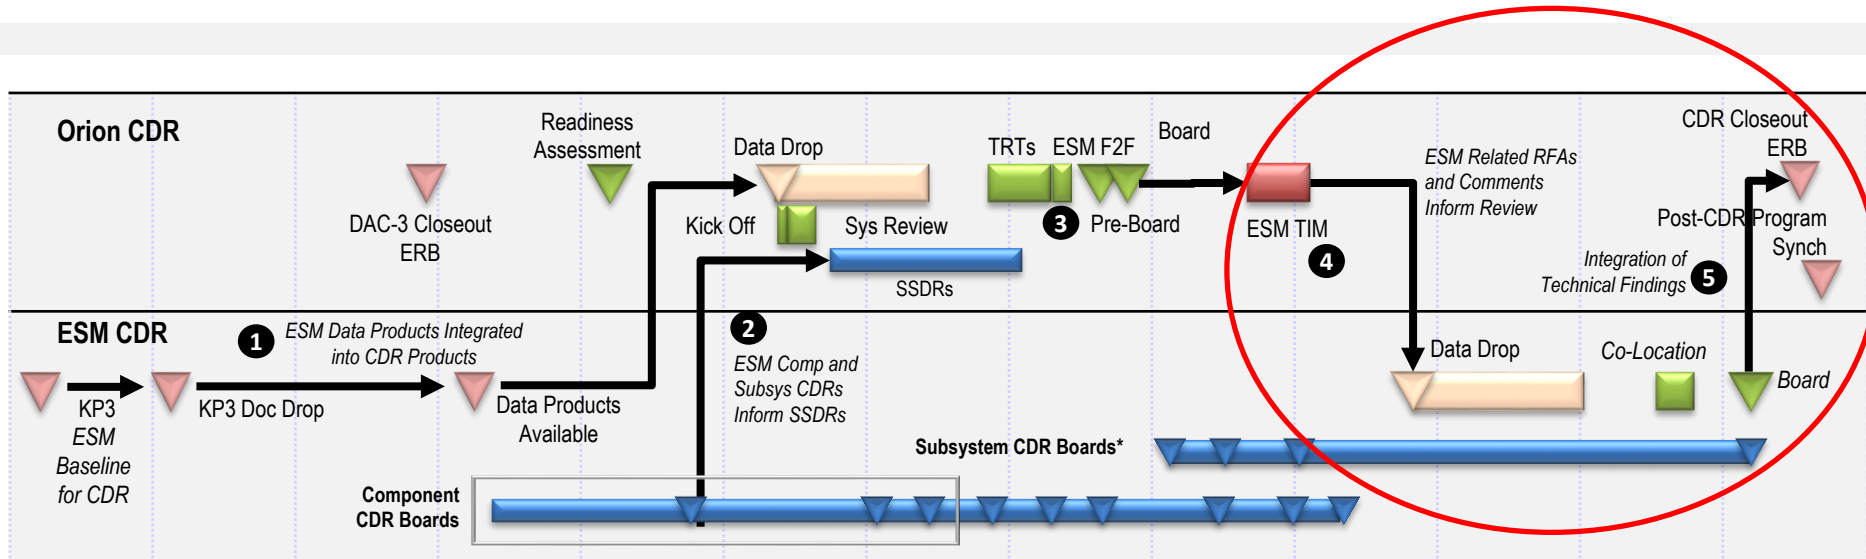 Orion CDR
Readiness
Assessment
DAC-3 Closeout
ERB
Data Drop
Kick Off
Sys Review
SSDRs
TRTs
ESM F2F
Board
3
Pre-Board
ESM TIM
4
ESM Related RFAs
and Comments
Inform Review
CDR Closeout
ERB
Post-CDR Program
Synch
Integration of
Technical Findings
5
ESM CDR
1
ESM Data Products Integrated
into CDR Products
2
ESM Comp and
Subsys CDRs
Inform SSDRs
KP3
ESM
Baseline
for CDR
KP3 Doc Drop
Data Products
Available
Data Drop
Co-Location
Board
Subsystem CDR Boards*
Component
CDR Boards